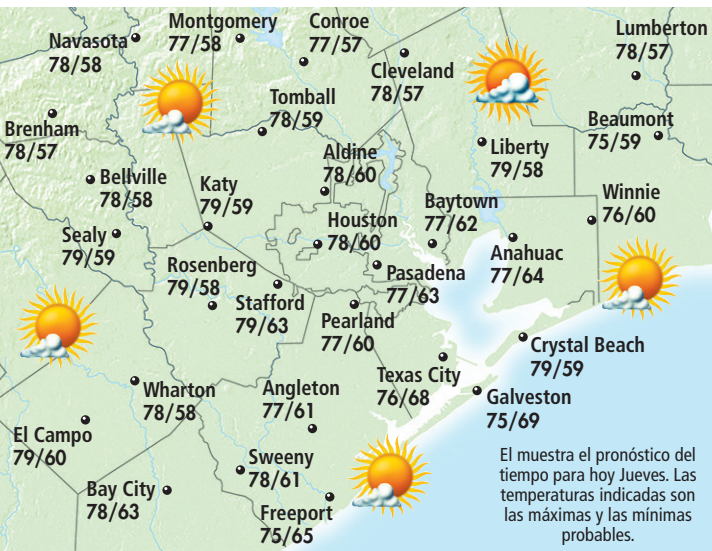 Montgomery
77/58
Conroe
77/57
Lumberton
78/57
Navasota
78/58
Cleveland
78/57
Tomball
78/59
Beaumont
75/59
Brenham
78/57
Liberty
79/58
Aldine
78/60
Bellville
78/58
Katy
79/59
Baytown
77/62
Winnie
76/60
Houston
78/60
Sealy
79/59
Anahuac
77/64
Rosenberg
79/58
Pasadena
77/63
Stafford
79/63
Pearland
77/60
Crystal Beach
79/59
Texas City
76/68
Wharton
78/58
Angleton
77/61
Galveston
75/69
El Campo
79/60
Sweeny
78/61
Bay City
78/63
Freeport
75/65
El muestra el pronóstico del
tiempo para hoy Jueves. Las
temperaturas indicadas son
las máximas y las mínimas
probables.